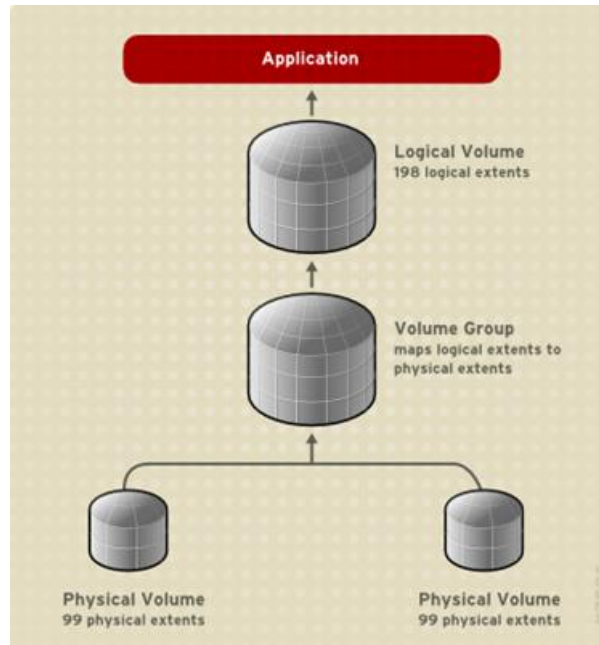 Application
Logical Volume
198 logical extents
Volume Group
maps logical extents to
physical extents
Physical Volume
99 physical extents
Physical Volume
99 physical extents